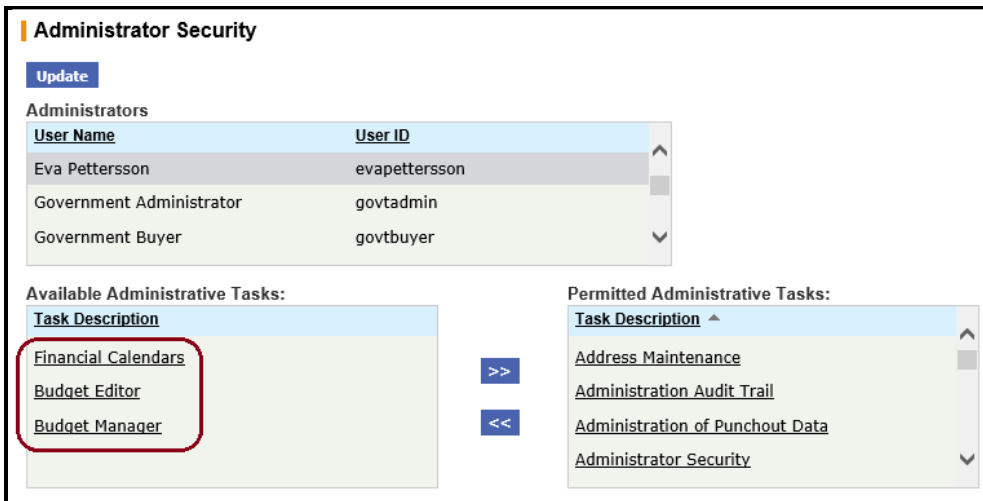 Administrator Security
Update
Administrators
User Name User ID
Eva Pettersson evapettersson
Government Administrator govtadmin
Government Buyer govtbuyer
Available Administrative Tasks:
Task Description
Financial Calendars
Budget Editor
Budget Manager
>>
<<
Permitted Administrative Tasks:
Task Description
Address Maintenance
Administration Audit Trail
Administration of Punchout Data
Administrator Security